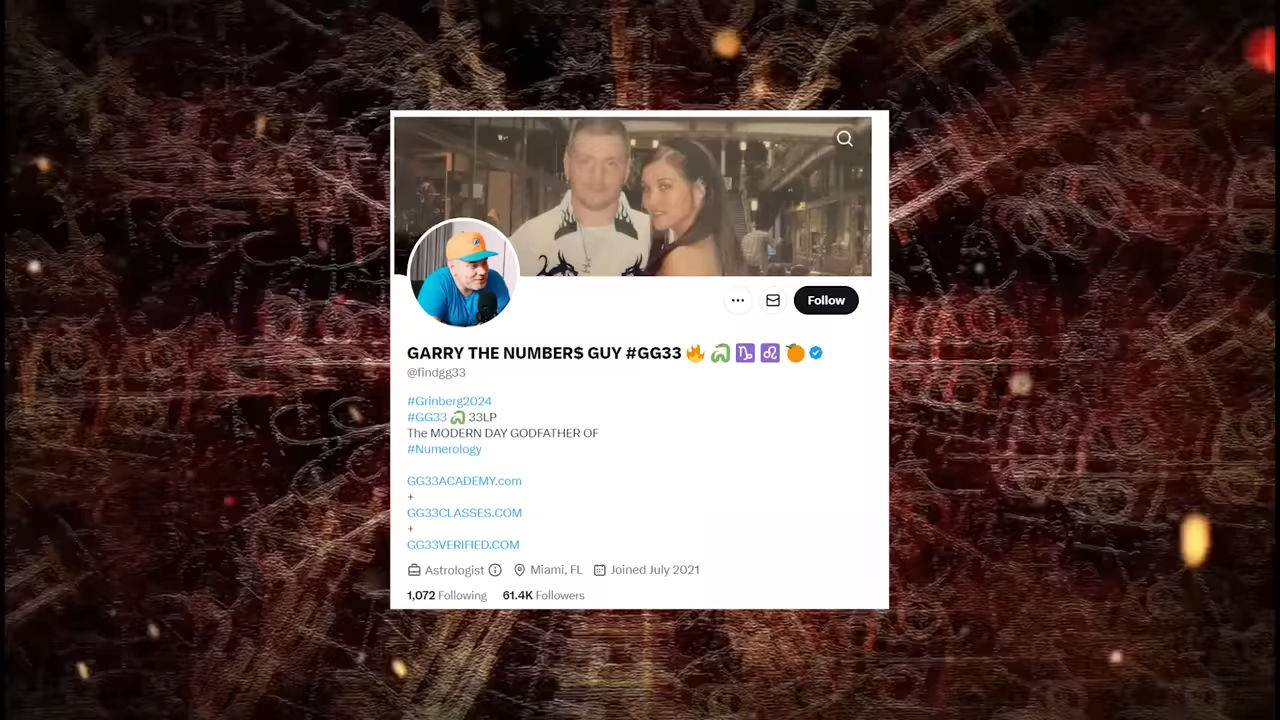 GARRY THE NUMBER$ GUY #GG33 🔥 🐍 ♑ ♌ 🍊
@findgg33
Follow
#Grinberg2024
#GG33 🐍 33LP
The MODERN DAY GODFATHER OF
#Numerology
GG33ACADEMY.com
+
GG33CLASSES.COM
+
GG33VERIFIED.COM
Astrologist Miami, FL Joined July 2021
1,072 Following 61.4K Followers